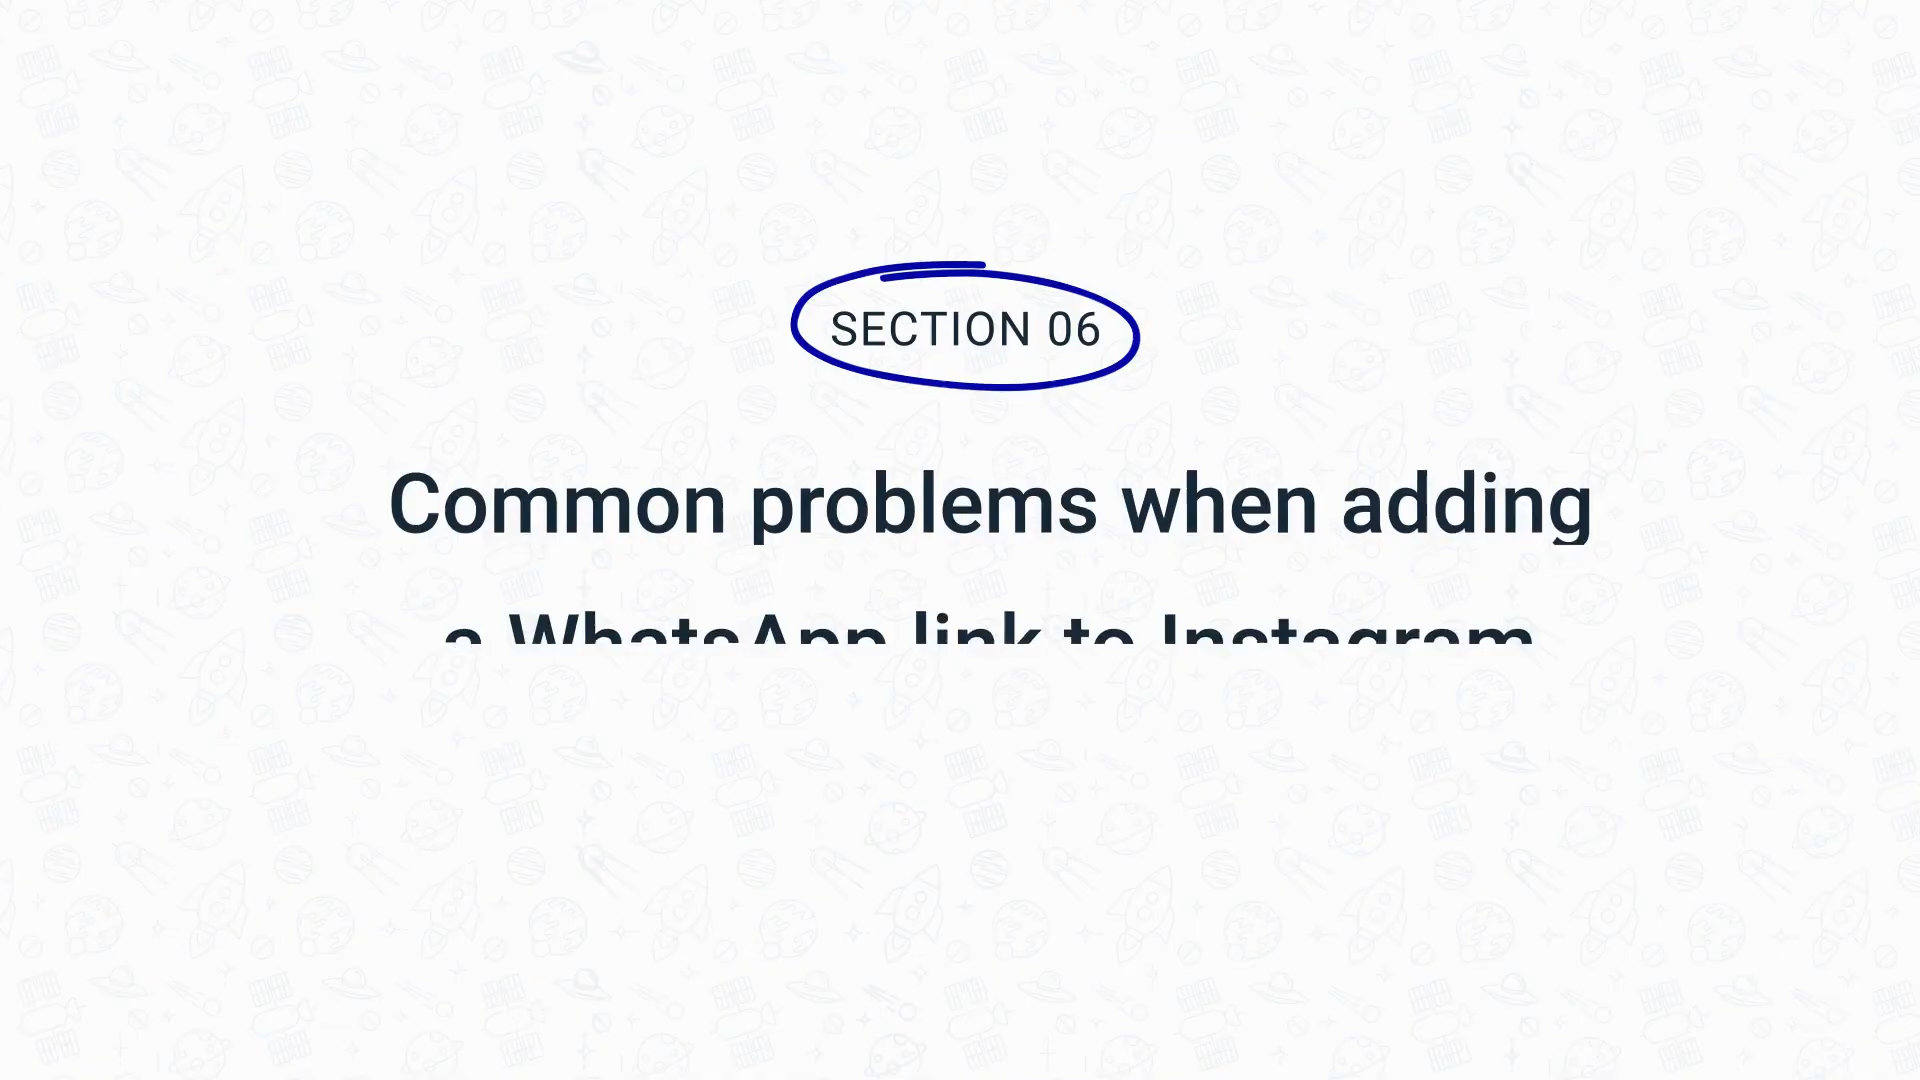 SECTION 06
Common problems when adding
a WhatsApp link to Instagram